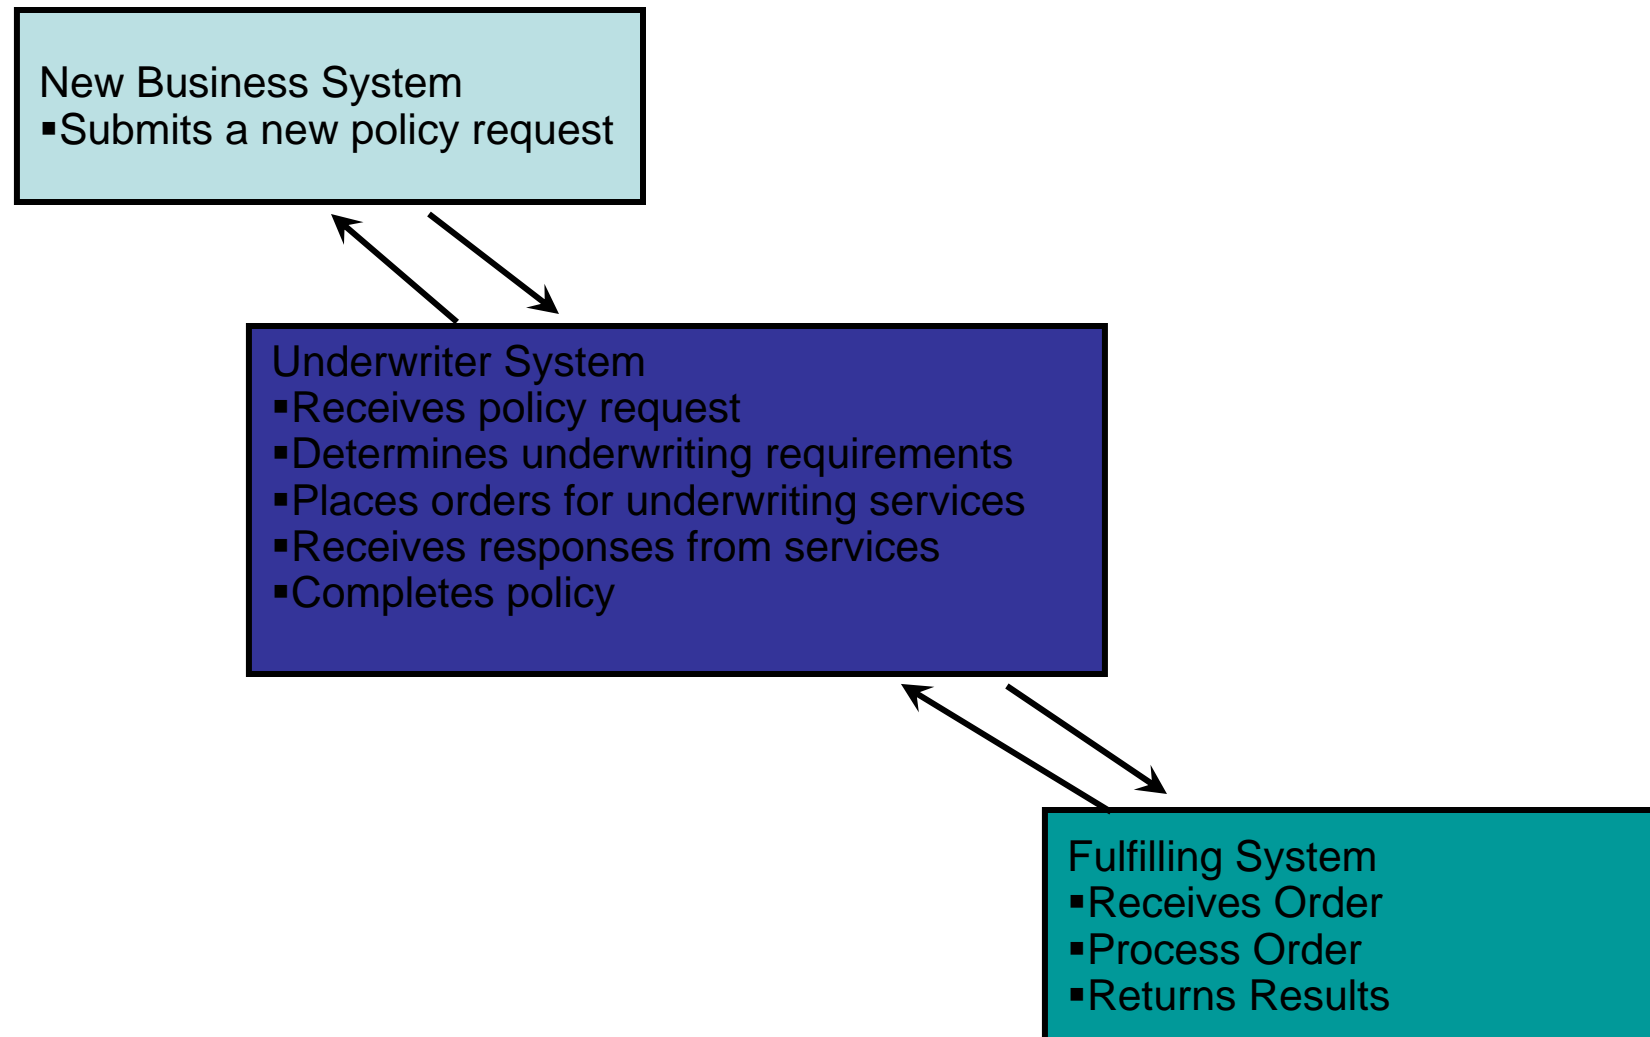 New Business System
▪Submits a new policy request
Underwriter System
▪Receives policy request
▪Determines underwriting requirements
▪Places orders for underwriting services
▪Receives responses from services
▪Completes policy
Fulfilling System
▪Receives Order
▪Process Order
▪Returns Results